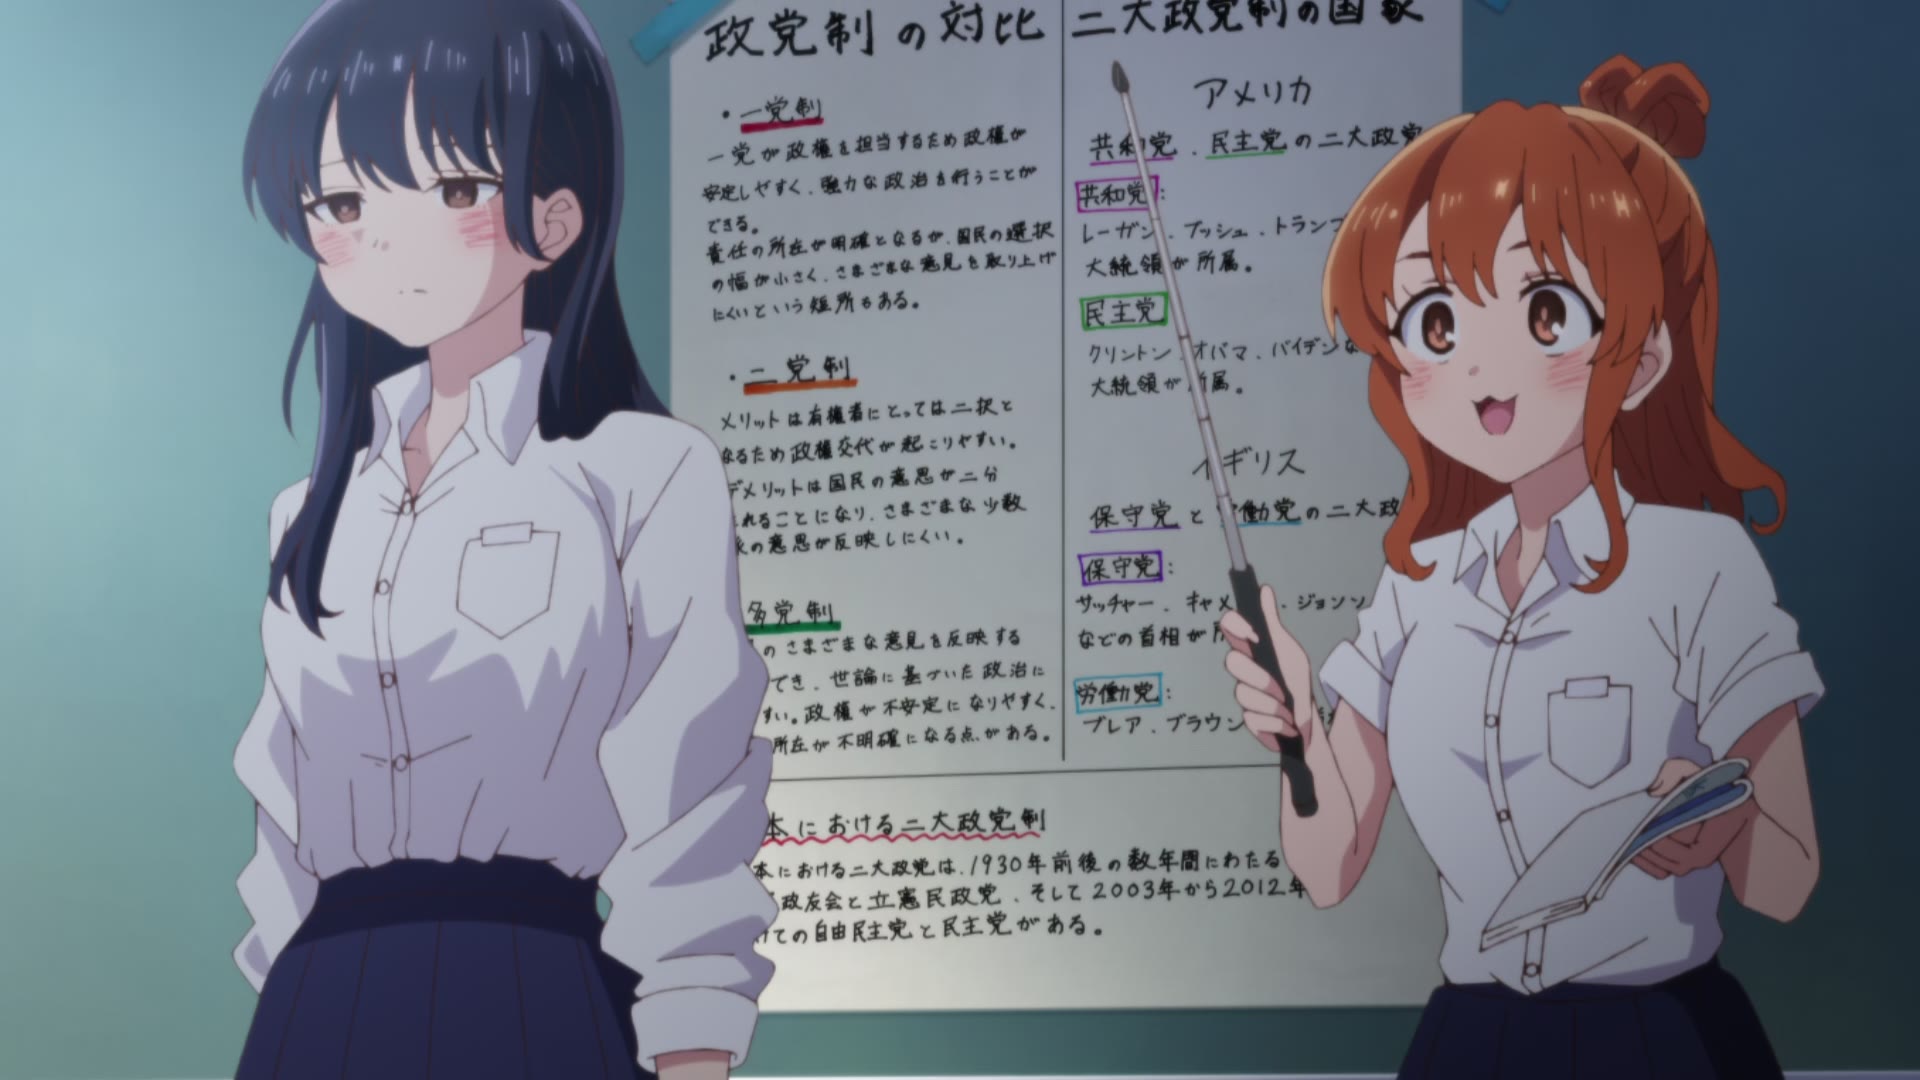 政党制の対比
・一党制
一党が政権を担当するため政権が
安定しやすく、強力な政治を行うことが
できる。
責任の所在が明確となるが、国民の選択
の幅が小さく、さまざまな意見を取り上げ
にくいという短所もある。
・二党制
メリットは有権者にとっては二択と
なるため政権交代が起こりやすい。
デメリットは国民の意思が二分
れることになり、さまざまな少数
の意思が反映しにくい。
多党制
のさまざまな意見を反映する
でき、世論に基づいた政治に
すい。政権が不安定になりやすく、
所在が不明確になる点がある。
二大政党制の国家
アメリカ
共和党、民主党の二大政党
共和党:
レーガン、ブッシュ、トランプ
大統領が所属。
民主党
クリントン、オバマ、バイデンな
大統領が所属。
イギリス
保守党と労働党の二大政
保守党:
サッチャー、キャメ、ジョンソン
などの首相が所
労働党:
ブレア、ブラウン
本における二大政党制
本における二大政党は、1930年前後の数年間にわたる
政友会と立憲民政党、そして2003年から2012年
けての自由民主党と民主党がある。